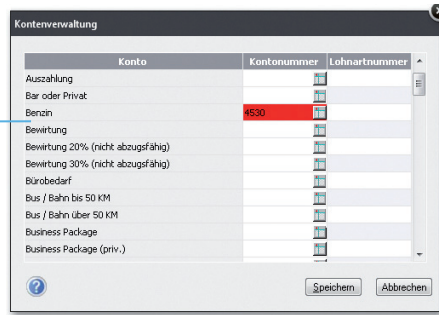 Kontenverwaltung
Konto Kontonummer Lohnartnummer
Auszahlung
Bar oder Privat
Benzin 4530
Bewirtung
Bewirtung 20% (nicht abzugsfähig)
Bewirtung 30% (nicht abzugsfähig)
Bürobedarf
Bus / Bahn bis 50 KM
Bus / Bahn über 50 KM
Business Package
Business Package (priv.)
? Speichern Abbrechen